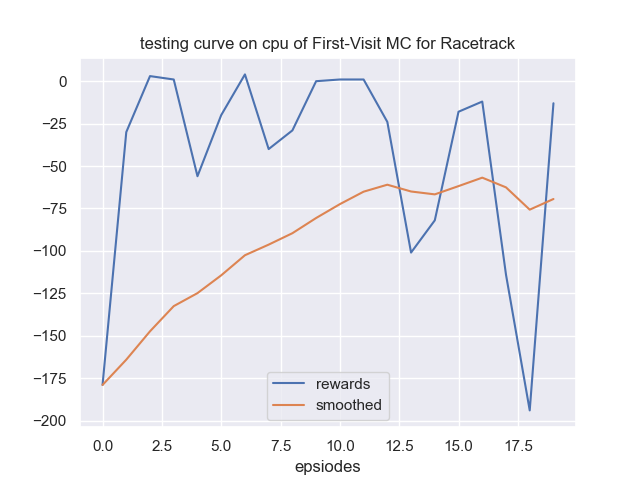 testing curve on cpu of First-Visit MC for Racetrack
0
−25
−50
−75
−100
−125
−150
−175
−200
rewards
smoothed
0.0 2.5 5.0 7.5 10.0 12.5 15.0 17.5
epsiodes